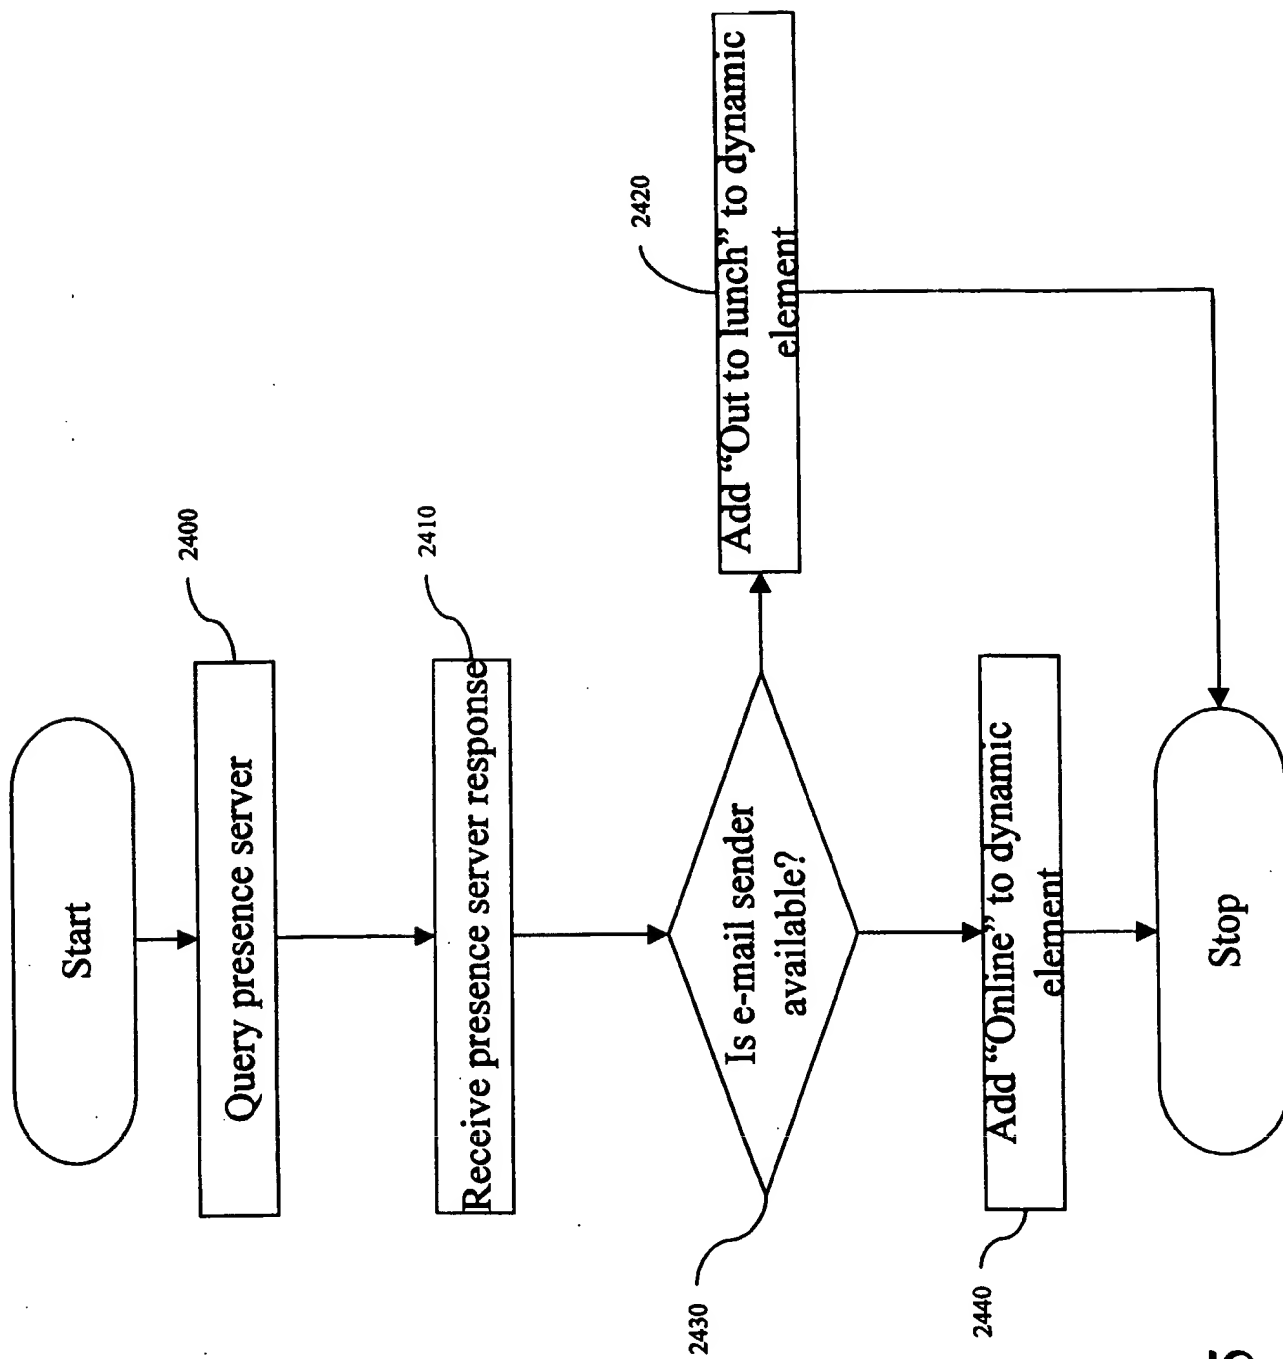 Start
Query presence server
2400
Receive presence server response
2410
Is e-mail sender
available?
2430
Add “Out to lunch” to dynamic
element
2420
Add “Online” to dynamic
element
2440
Stop